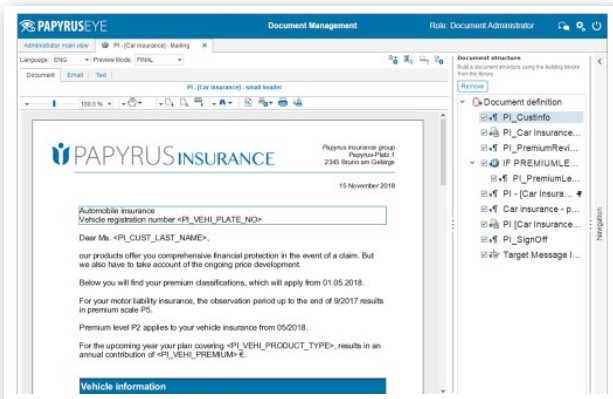 PAPYRUSEYE Document Management Role: Document Administrator
Administrator main view PI - [Car Insurance] - Mailing ×
Language: ENG Preview Mode: FINAL
Document Email Text
PI - [Car insurance] - small header
100.0 %
PAPYRUS INSURANCE
Papyrus insurance group
Papyrus-Platz 1
2345 Brunn am Gebirge
15 November 2018
Automobile insurance
Vehicle registration number <PI_VEHI_PLATE_NO>
Dear Ms. <PI_CUST_LAST_NAME>,
our products offer you comprehensive financial protection in the event of a claim. But
we also have to take account of the ongoing price development.
Below you will find your premium classifications, which will apply from 01.05.2018.
For your motor liability insurance, the observation period up to the end of 9/2017 results
in premium scale P5.
Premium level P2 applies to your vehicle insurance from 05/2018.
For the upcoming year your plan covering <PI_VEHI_PRODUCT_TYPE>, results in an
annual contribution of <PI_VEHI_PREMIUM> €.
Vehicle information
Document structure
Build a document structure using the building blocks
from the library.
Remove
Document definition
PI_CustInfo
PI_Car Insurance...
PI_PremiumRevi...
IF PREMIUMLE...
PI_PremiumLe...
PI - [Car Insura...
Car insurance - p...
PI [Car Insurance...
PI_SignOff
Target Message I...
Navigation